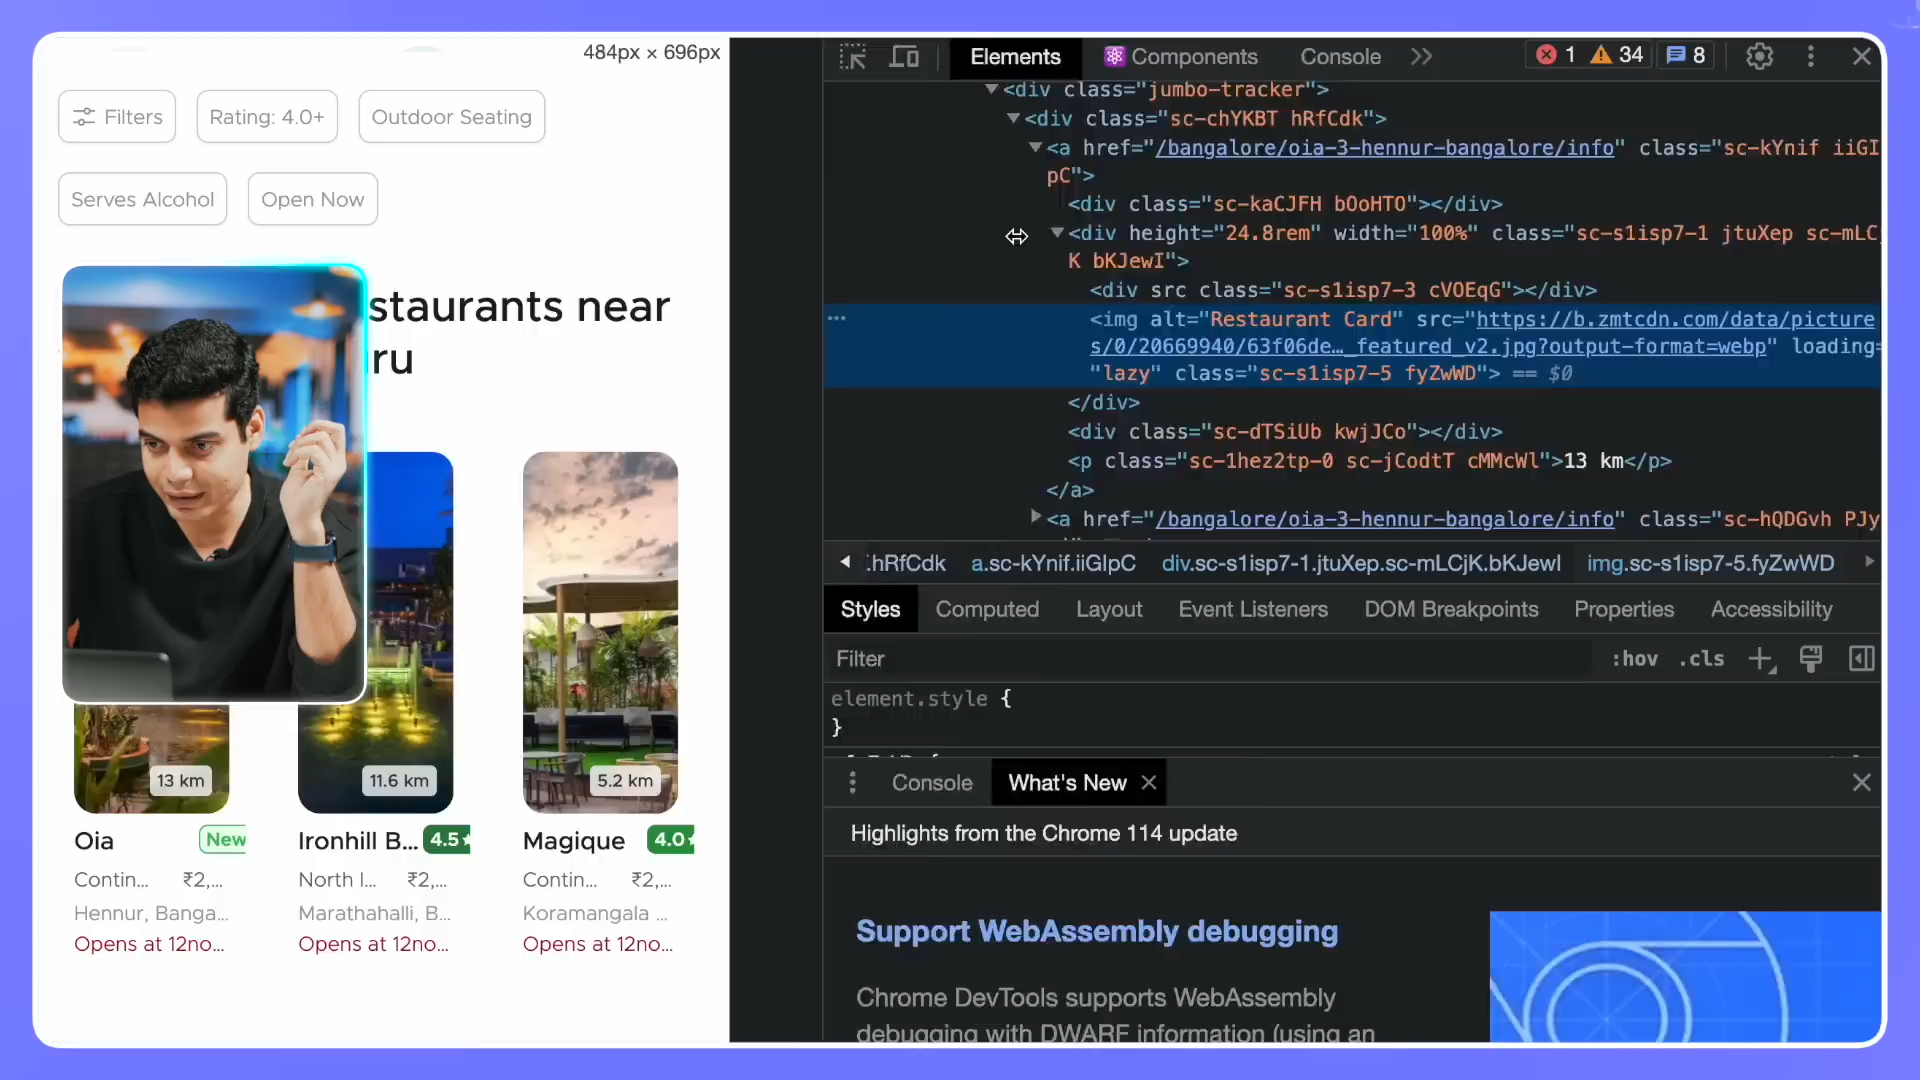 484px × 696px
Filters
Rating: 4.0+
Outdoor Seating
Serves Alcohol
Open Now
staurants near
ru
13 km
11.6 km
5.2 km
Oia
New
Ironhill B...
4.5
Magique
4.0
Contin...
₹2,...
North I...
₹2,...
Contin...
₹2,...
Hennur, Banga...
Marathahalli, B...
Koramangala ...
Opens at 12no...
Opens at 12no...
Opens at 12no...
Elements
Components
Console
1
34
8
<div class="jumbo-tracker">
<div class="sc-chYKBT hRfCdk">
<a href="/bangalore/oia-3-hennur-bangalore/info" class="sc-kYnif iiGI
pC">
<div class="sc-kaCJFH bOoHTO"></div>
<div height="24.8rem" width="100%" class="sc-s1isp7-1 jtuXep sc-mLC
K bKJewI">
<div src class="sc-s1isp7-3 cVOEqG"></div>
<img alt="Restaurant Card" src="https://b.zmtcdn.com/data/picture
s/0/20669940/63f06de…_featured_v2.jpg?output-format=webp" loading=
"lazy" class="sc-s1isp7-5 fyZwWD"> == $0
</div>
<div class="sc-dTSiUb kwjJCo"></div>
<p class="sc-1hez2tp-0 sc-jCodtT cMMcWl">13 km</p>
</a>
<a href="/bangalore/oia-3-hennur-bangalore/info" class="sc-hQDGvh PJy
.hRfCdk
a.sc-kYnif.iiGIpC
div.sc-s1isp7-1.jtuXep.sc-mLCjK.bKJewI
img.sc-s1isp7-5.fyZwWD
Styles
Computed
Layout
Event Listeners
DOM Breakpoints
Properties
Accessibility
Filter
:hov
.cls
element.style {
}
Console
What's New
Highlights from the Chrome 114 update
Support WebAssembly debugging
Chrome DevTools supports WebAssembly
debugging with DWARF information (using an